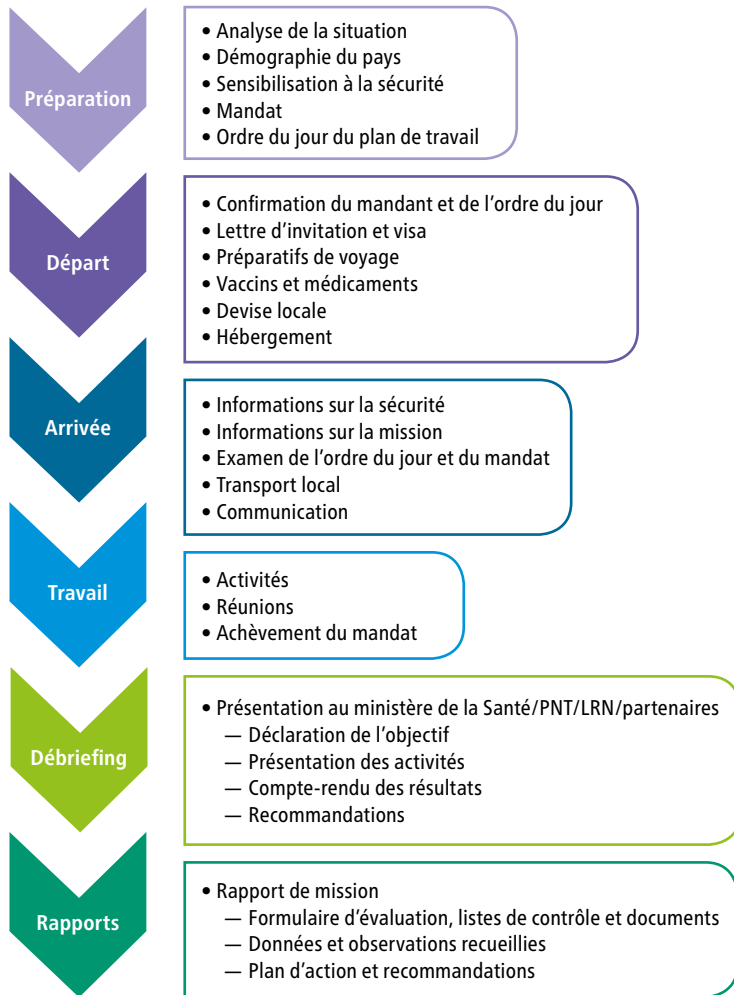 Préparation
• Analyse de la situation
• Démographie du pays
• Sensibilisation à la sécurité
• Mandat
• Ordre du jour du plan de travail
Départ
• Confirmation du mandant et de l’ordre du jour
• Lettre d’invitation et visa
• Préparatifs de voyage
• Vaccins et médicaments
• Devise locale
• Hébergement
Arrivée
• Informations sur la sécurité
• Informations sur la mission
• Examen de l’ordre du jour et du mandat
• Transport local
• Communication
Travail
• Activités
• Réunions
• Achèvement du mandat
Débriefing
• Présentation au ministère de la Santé/PNT/LRN/partenaires
— Déclaration de l’objectif
— Présentation des activités
— Compte-rendu des résultats
— Recommandations
Rapports
• Rapport de mission
— Formulaire d’évaluation, listes de contrôle et documents
— Données et observations recueillies
— Plan d’action et recommandations